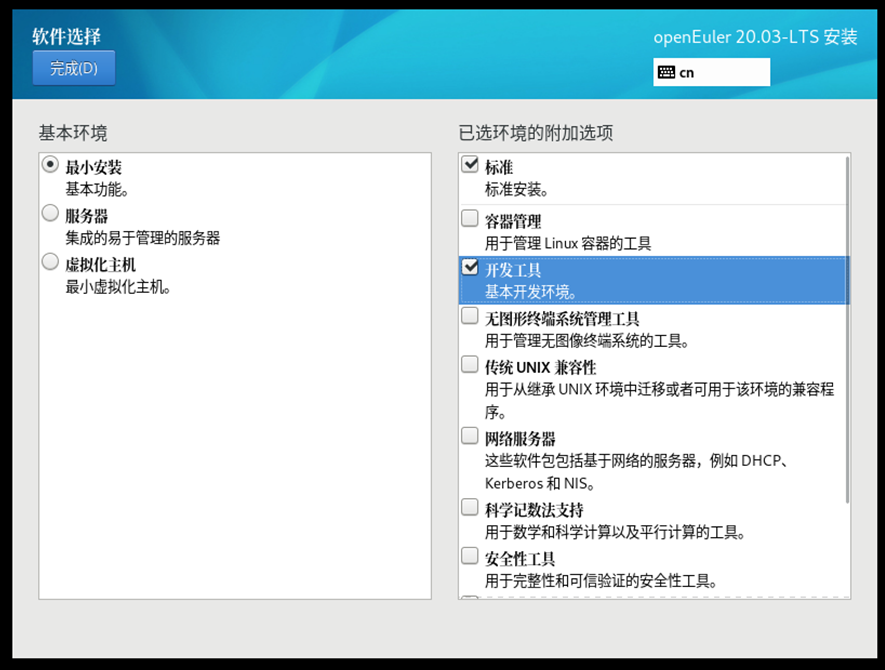 软件选择
openEuler 20.03-LTS 安装
完成(D)
cn
基本环境
已选环境的附加选项
最小安装
基本功能。
服务器
集成的易于管理的服务器
虚拟化主机
最小虚拟化主机。
标准
标准安装。
容器管理
用于管理 Linux 容器的工具
开发工具
基本开发环境。
无图形终端系统管理工具
用于管理无图像终端系统的工具。
传统 UNIX 兼容性
用于从继承 UNIX 环境中迁移或者可用于该环境的兼容程
序。
网络服务器
这些软件包包括基于网络的服务器，例如 DHCP、
Kerberos 和 NIS。
科学记数法支持
用于数学和科学计算以及平行计算的工具。
安全性工具
用于完整性和可信验证的安全性工具。